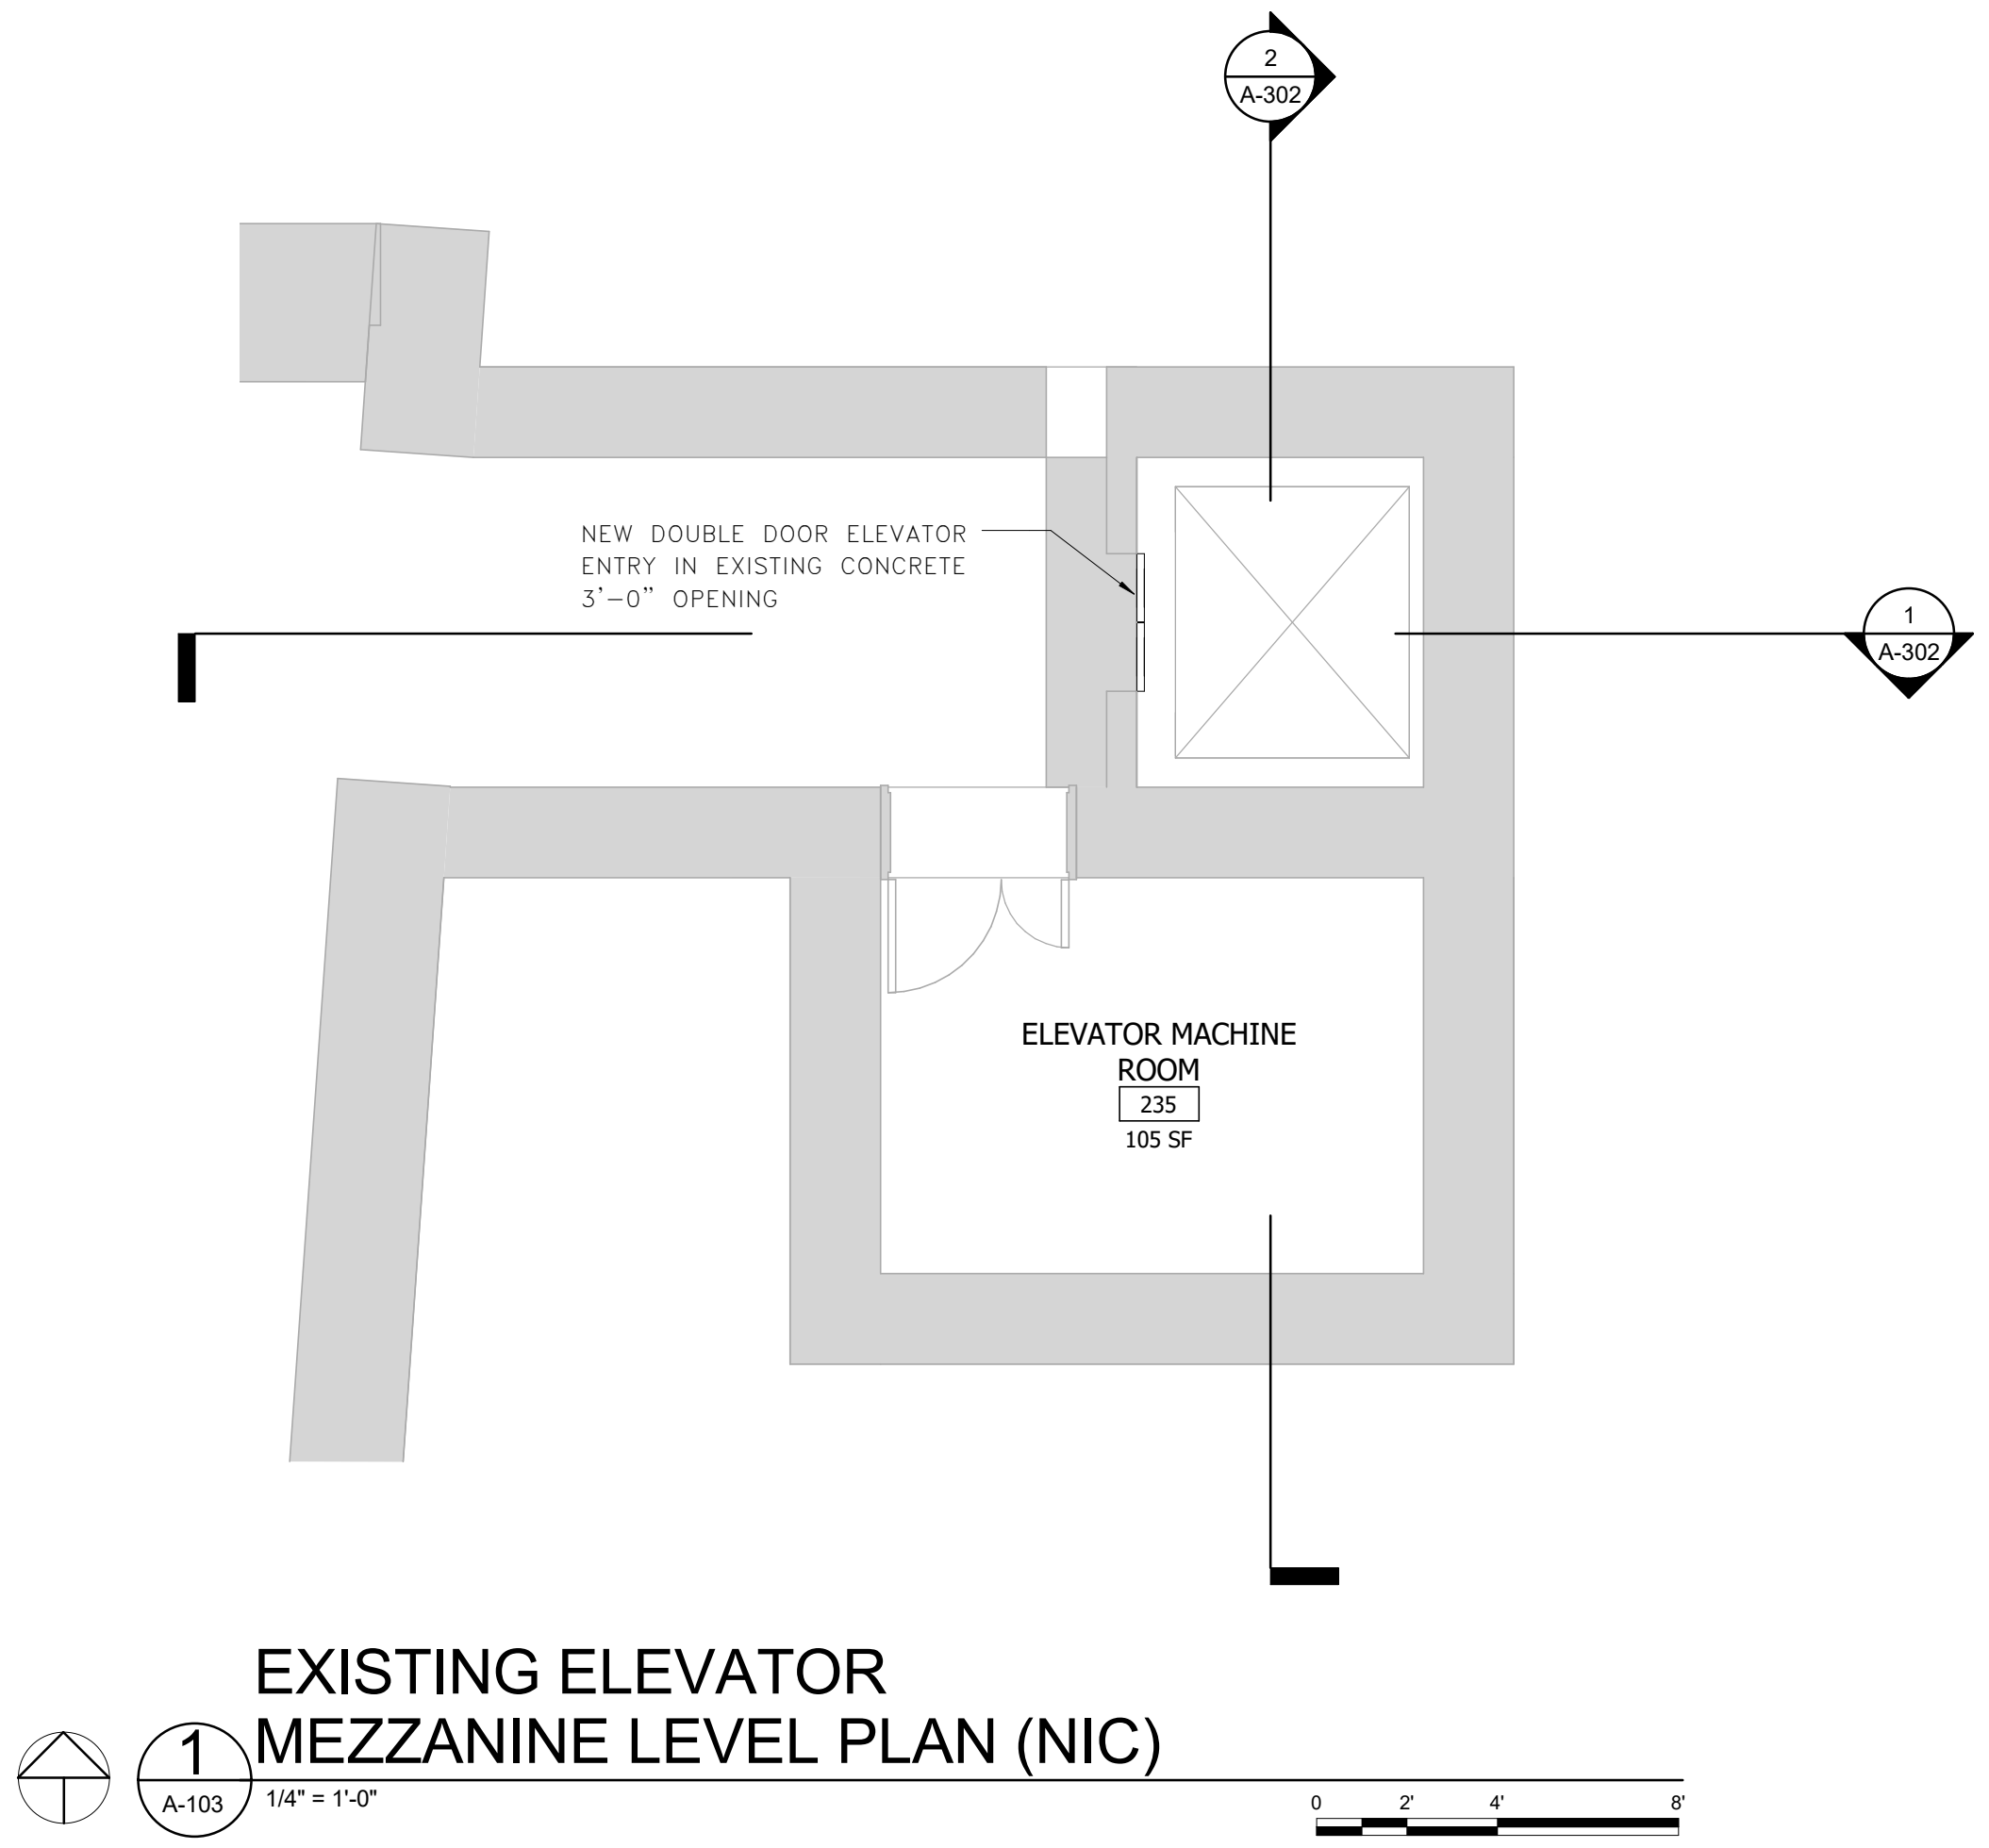 2
A-302
NEW DOUBLE DOOR ELEVATOR
ENTRY IN EXISTING CONCRETE
3'-0" OPENING
1
A-302
ELEVATOR MACHINE
ROOM
235
105 SF
EXISTING ELEVATOR
MEZZANINE LEVEL PLAN (NIC)
1
A-103
1/4" = 1'-0"
0 2' 4' 8'